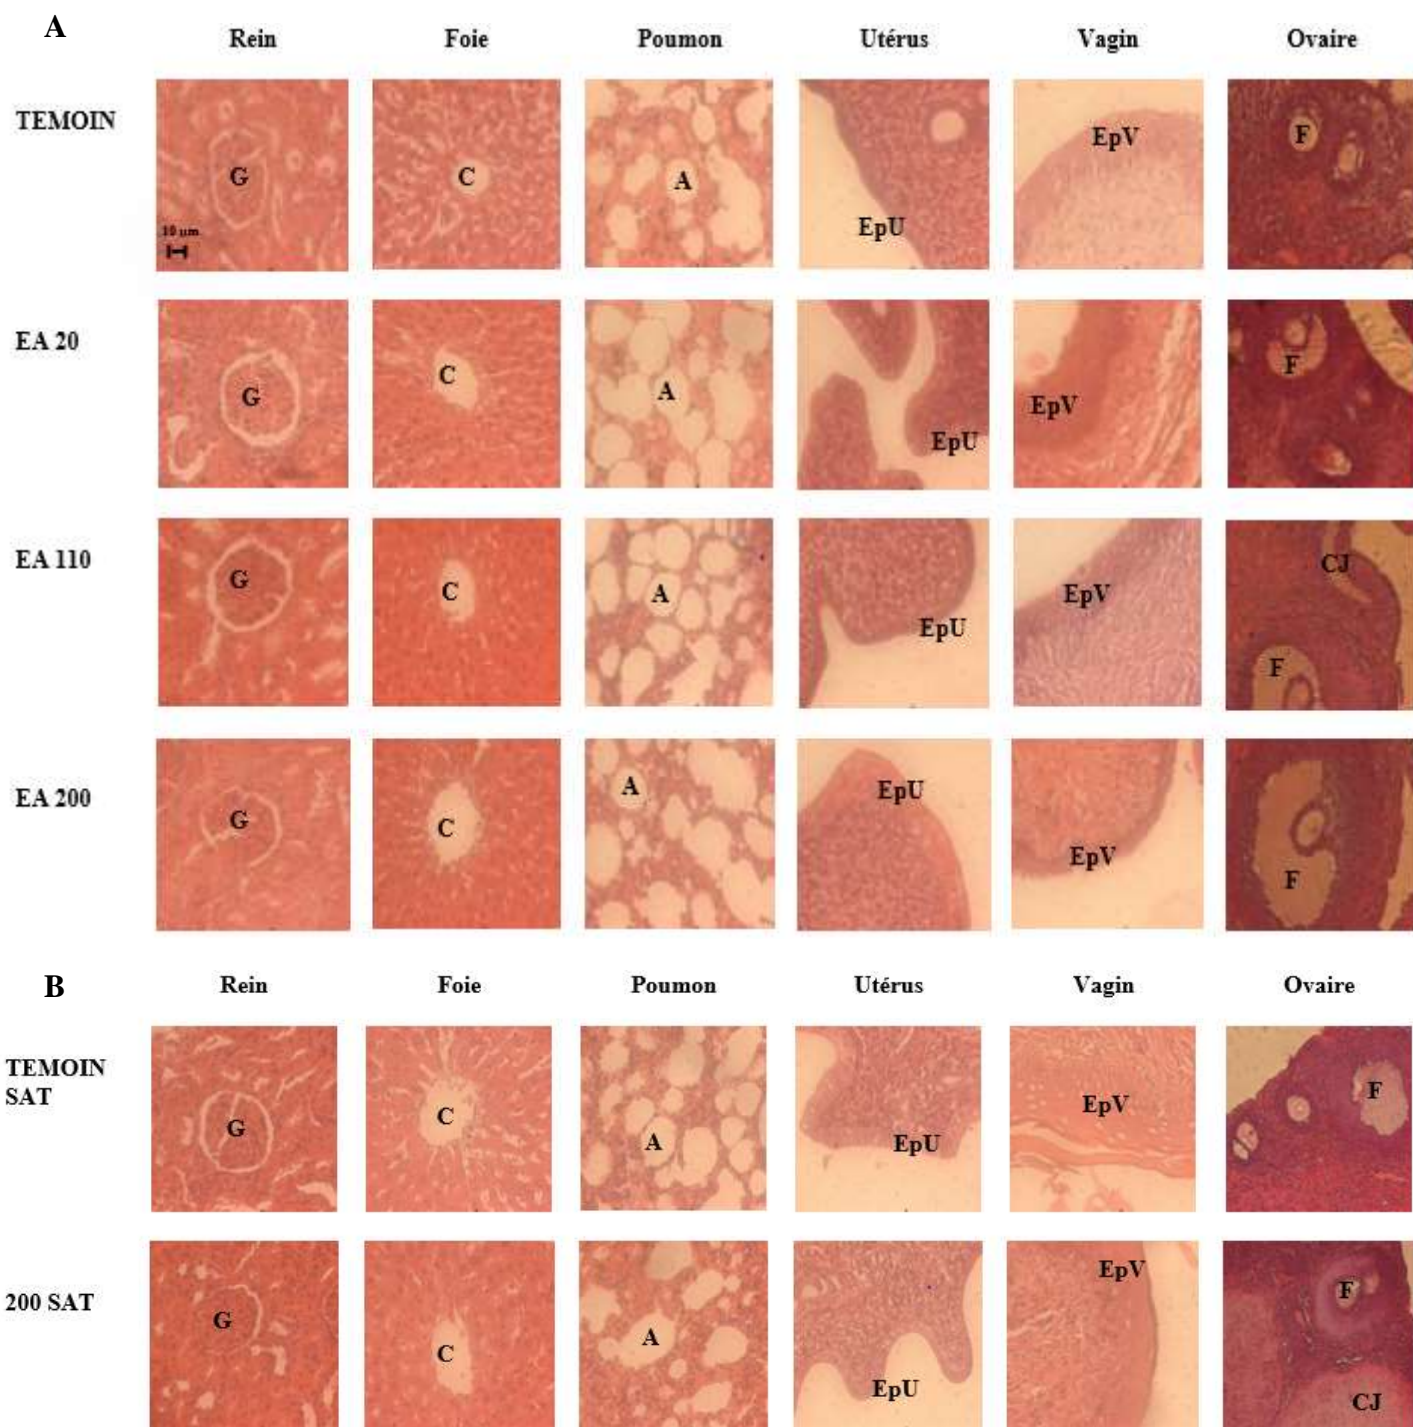 A
Rein Foie Poumon Utérus Vagin Ovaire
TEMOIN
G C A EpU EpV F
10 µm
EA 20
G C A EpU EpV F
EA 110
G C A EpU EpV CJ F
EA 200
G C A EpU EpV F
B
Rein Foie Poumon Utérus Vagin Ovaire
TEMOIN
SAT
G C A EpU EpV F
200 SAT
G C A EpU EpV F CJ